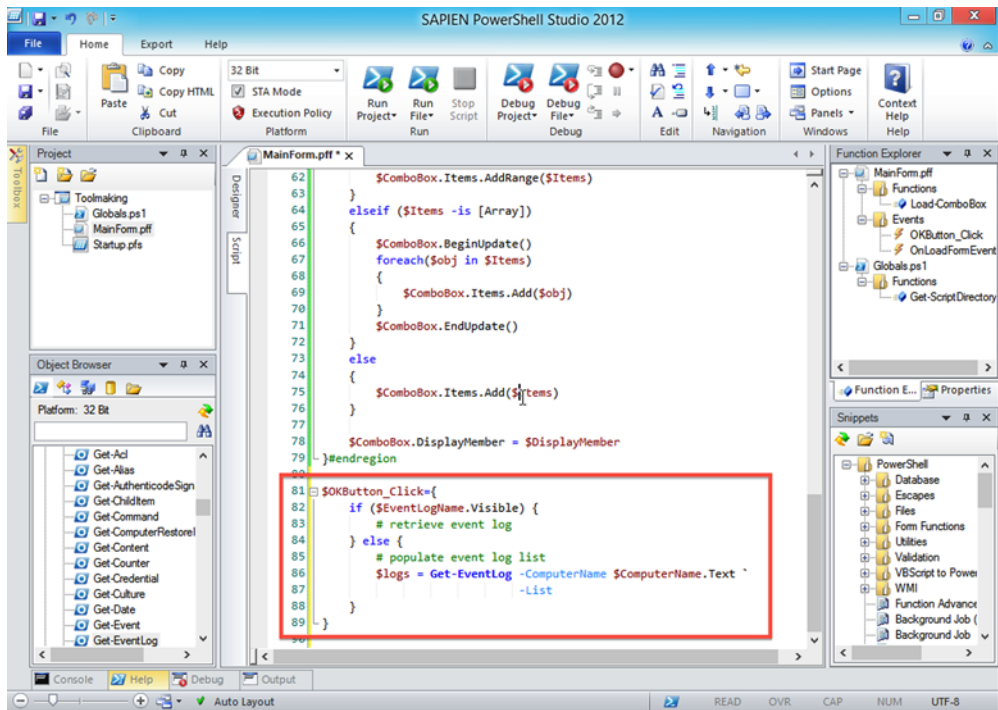 SAPIEN PowerShell Studio 2012
File Home Export Help
Copy
Copy HTML
Cut
Paste
File
Clipboard
32 Bit
STA Mode
Execution Policy
Platform
Run Project
Run File
Stop Script
Run
Debug Project
Debug File
Debug
Edit
Navigation
Start Page
Options
Panels
Windows
Context Help
Help
Toolbox
Project
Toolmaking
Globals.ps1
MainForm.pff
Startup.pfs
Object Browser
Platform: 32 Bit
Get-Acl
Get-Alias
Get-AuthenticodeSign
Get-ChildItem
Get-Command
Get-ComputerRestorel
Get-Content
Get-Counter
Get-Credential
Get-Culture
Get-Date
Get-Event
Get-EventLog
MainForm.pff *
Designer
Script
62 $ComboBox.Items.AddRange($Items)
63 }
64 elseif ($Items -is [Array])
65 {
66 $ComboBox.BeginUpdate()
67 foreach($obj in $Items)
68 {
69 $ComboBox.Items.Add($obj)
70 }
71 $ComboBox.EndUpdate()
72 }
73 else
74 {
75 $ComboBox.Items.Add($Items)
76 }
77
78 $ComboBox.DisplayMember = $DisplayMember
79 }#endregion
80
81 $OKButton_Click={
82 if ($EventLogName.Visible) {
83 # retrieve event log
84 } else {
85 # populate event log list
86 $logs = Get-EventLog -ComputerName $ComputerName.Text `
87 -List
88 }
89 }
90
Function Explorer
MainForm.pff
Functions
Load-ComboBox
Events
OKButton_Click
OnLoadFormEvent
Globals.ps1
Functions
Get-ScriptDirectory
Function E... Properties
Snippets
PowerShell
Database
Escapes
Files
Form Functions
Utilities
Validation
VBScript to Power
WMI
Function Advance
Background Job (
Background Job
Console Help Debug Output
Auto Layout
READ OVR CAP NUM UTF-8